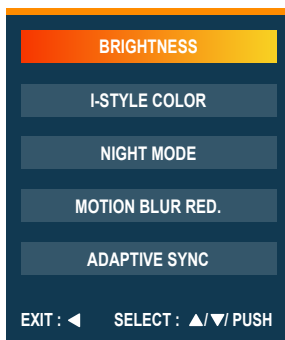 BRIGHTNESS
I-STYLE COLOR
NIGHT MODE
MOTION BLUR RED.
ADAPTIVE SYNC
EXIT : ◀ SELECT : ▲/▼/ PUSH